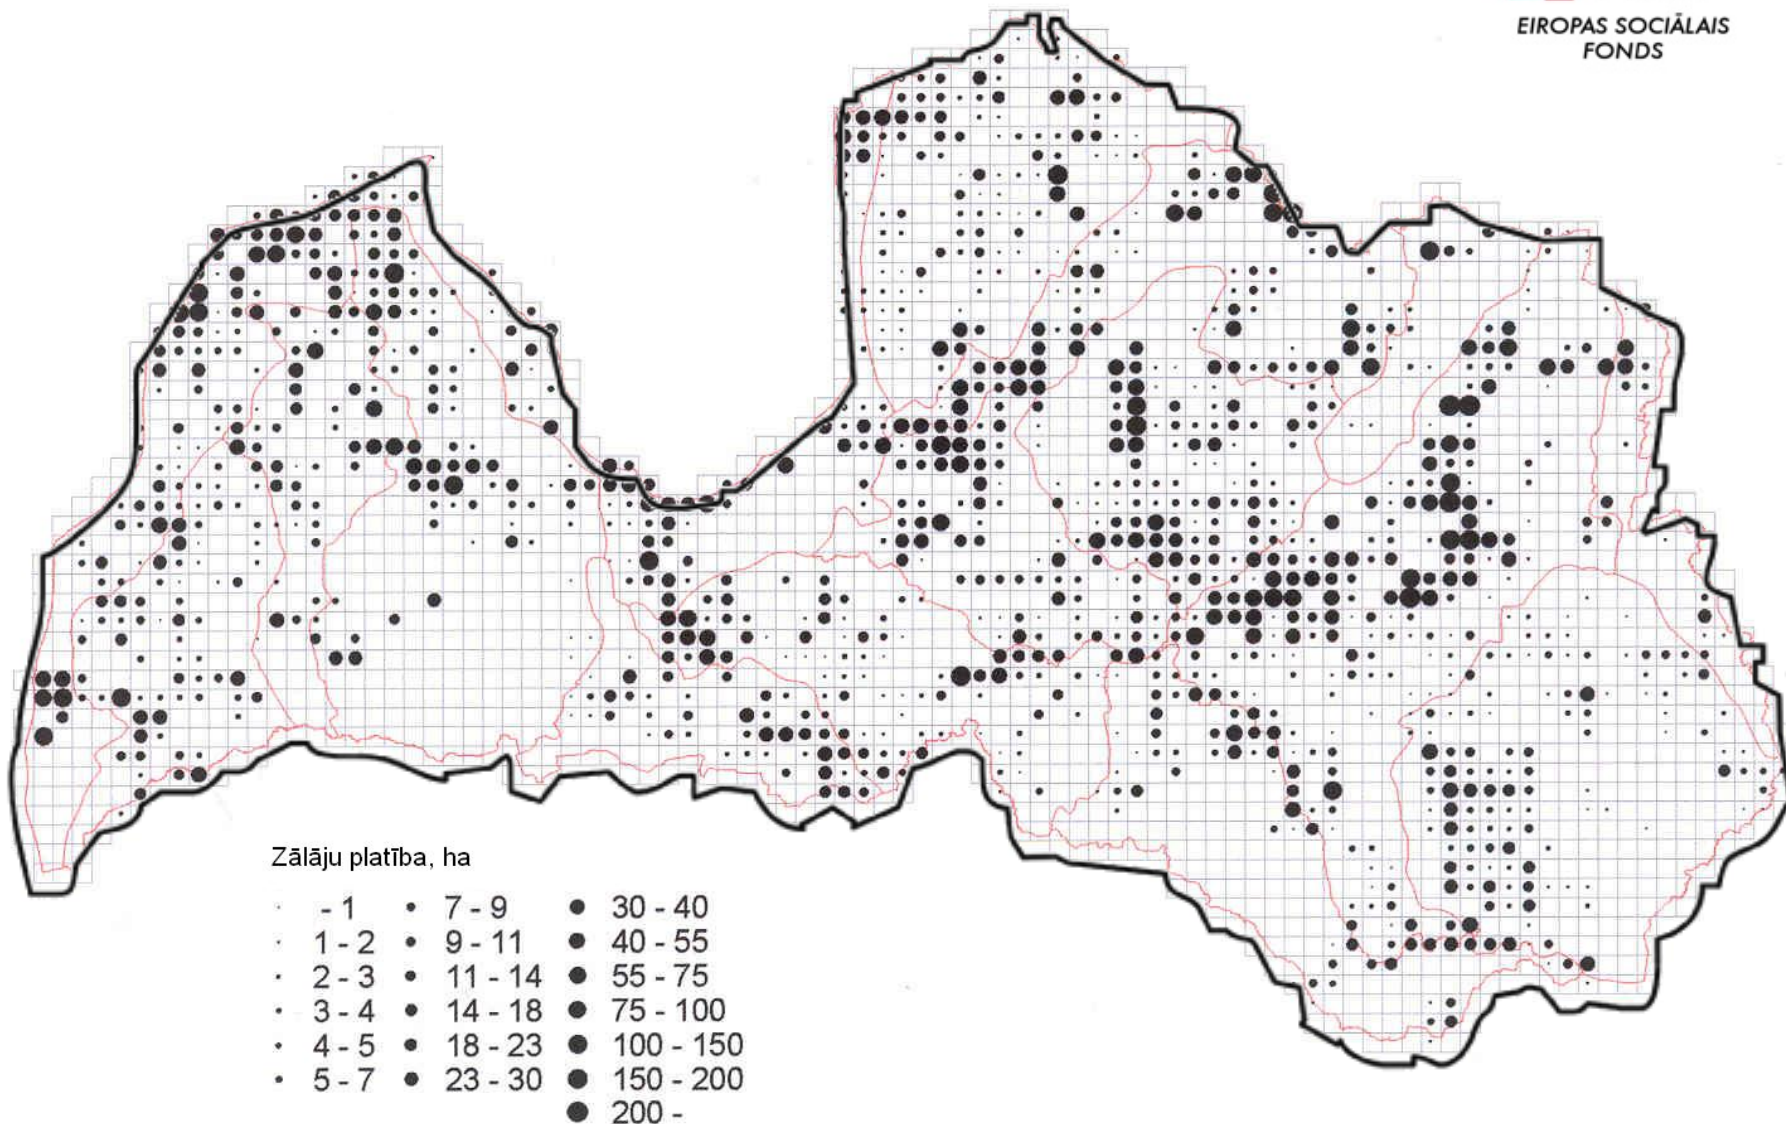 EIROPAS SOCIĀLAIS
FONDS
Zālāju platība, ha
- 1
1 - 2
2 - 3
3 - 4
4 - 5
5 - 7
7 - 9
9 - 11
11 - 14
14 - 18
18 - 23
23 - 30
30 - 40
40 - 55
55 - 75
75 - 100
100 - 150
150 - 200
200 -